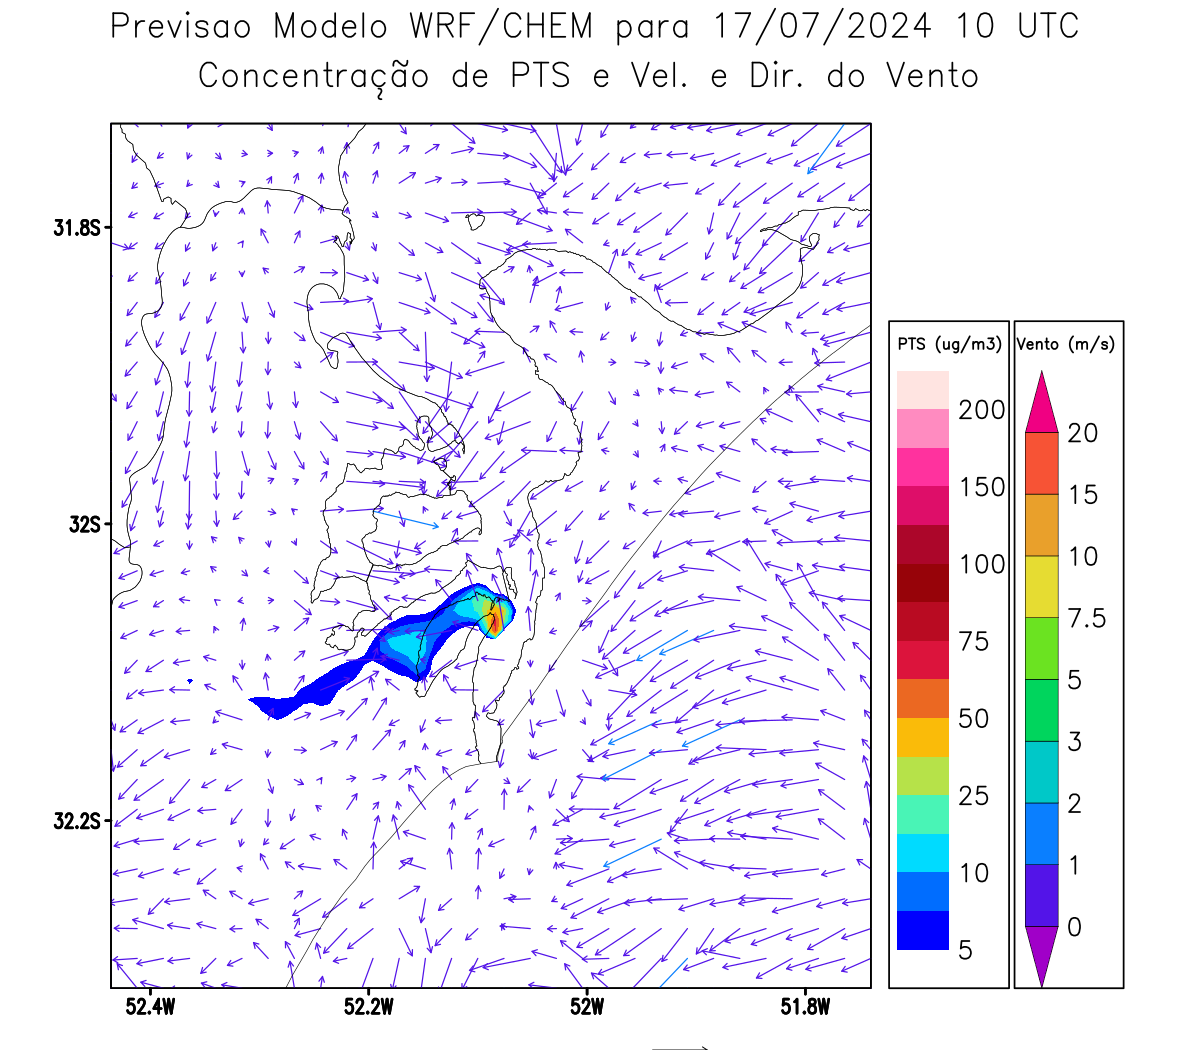 Previsao Modelo WRF/CHEM para 17/07/2024 10 UTC
Concentração de PTS e Vel. e Dir. do Vento
31.8S
32S
32.2S
52.4W
52.2W
52W
51.8W
PTS (ug/m3)
200
150
100
75
50
25
10
5
Vento (m/s)
20
15
10
7.5
5
3
2
1
0